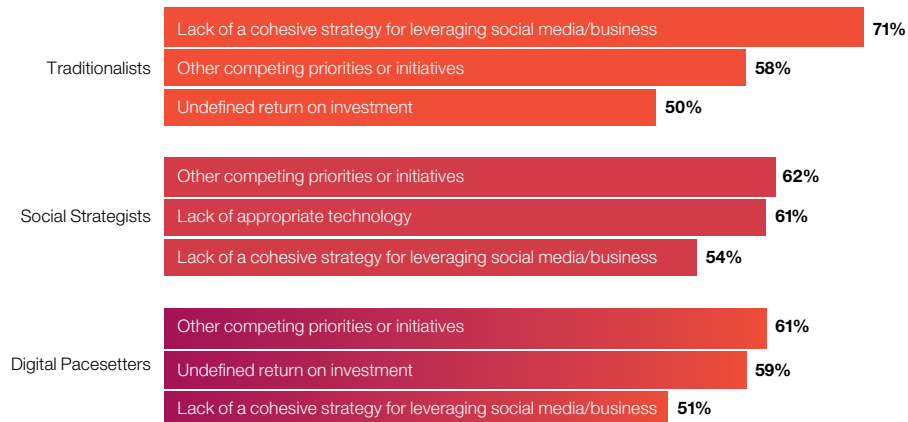 Lack of a cohesive strategy for leveraging social media/business 71%
Traditionalists Other competing priorities or initiatives 58%
Undefined return on investment 50%
Other competing priorities or initiatives 62%
Social Strategists Lack of appropriate technology 61%
Lack of a cohesive strategy for leveraging social media/business 54%
Other competing priorities or initiatives 61%
Digital Pacesetters Undefined return on investment 59%
Lack of a cohesive strategy for leveraging social media/business 51%